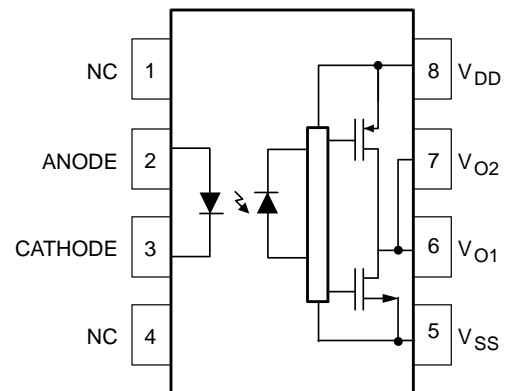 NC 1
ANODE 2
CATHODE 3
NC 4
8 VDD
7 VO2
6 VO1
5 VSS